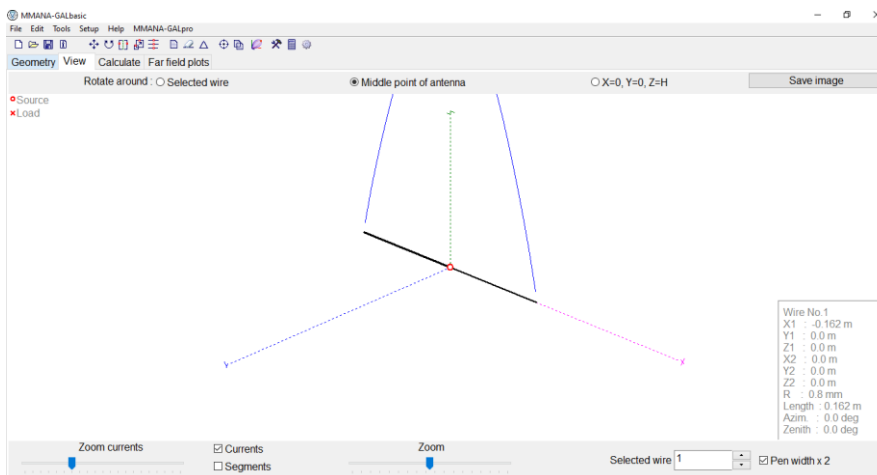 MMANA-GALbasic
File Edit Tools Setup Help MMANA-GALpro
Geometry View Calculate Far field plots
Rotate around : Selected wire Middle point of antenna X=0, Y=0, Z=H Save image
Source
Load
Z
Y
X
Wire No.1
X1 : -0.162 m
Y1 : 0.0 m
Z1 : 0.0 m
X2 : 0.0 m
Y2 : 0.0 m
Z2 : 0.0 m
R : 0.8 mm
Length : 0.162 m
Azim. : 0.0 deg
Zenith : 0.0 deg
Zoom currents Currents Zoom Selected wire 1 Pen width x 2
Segments